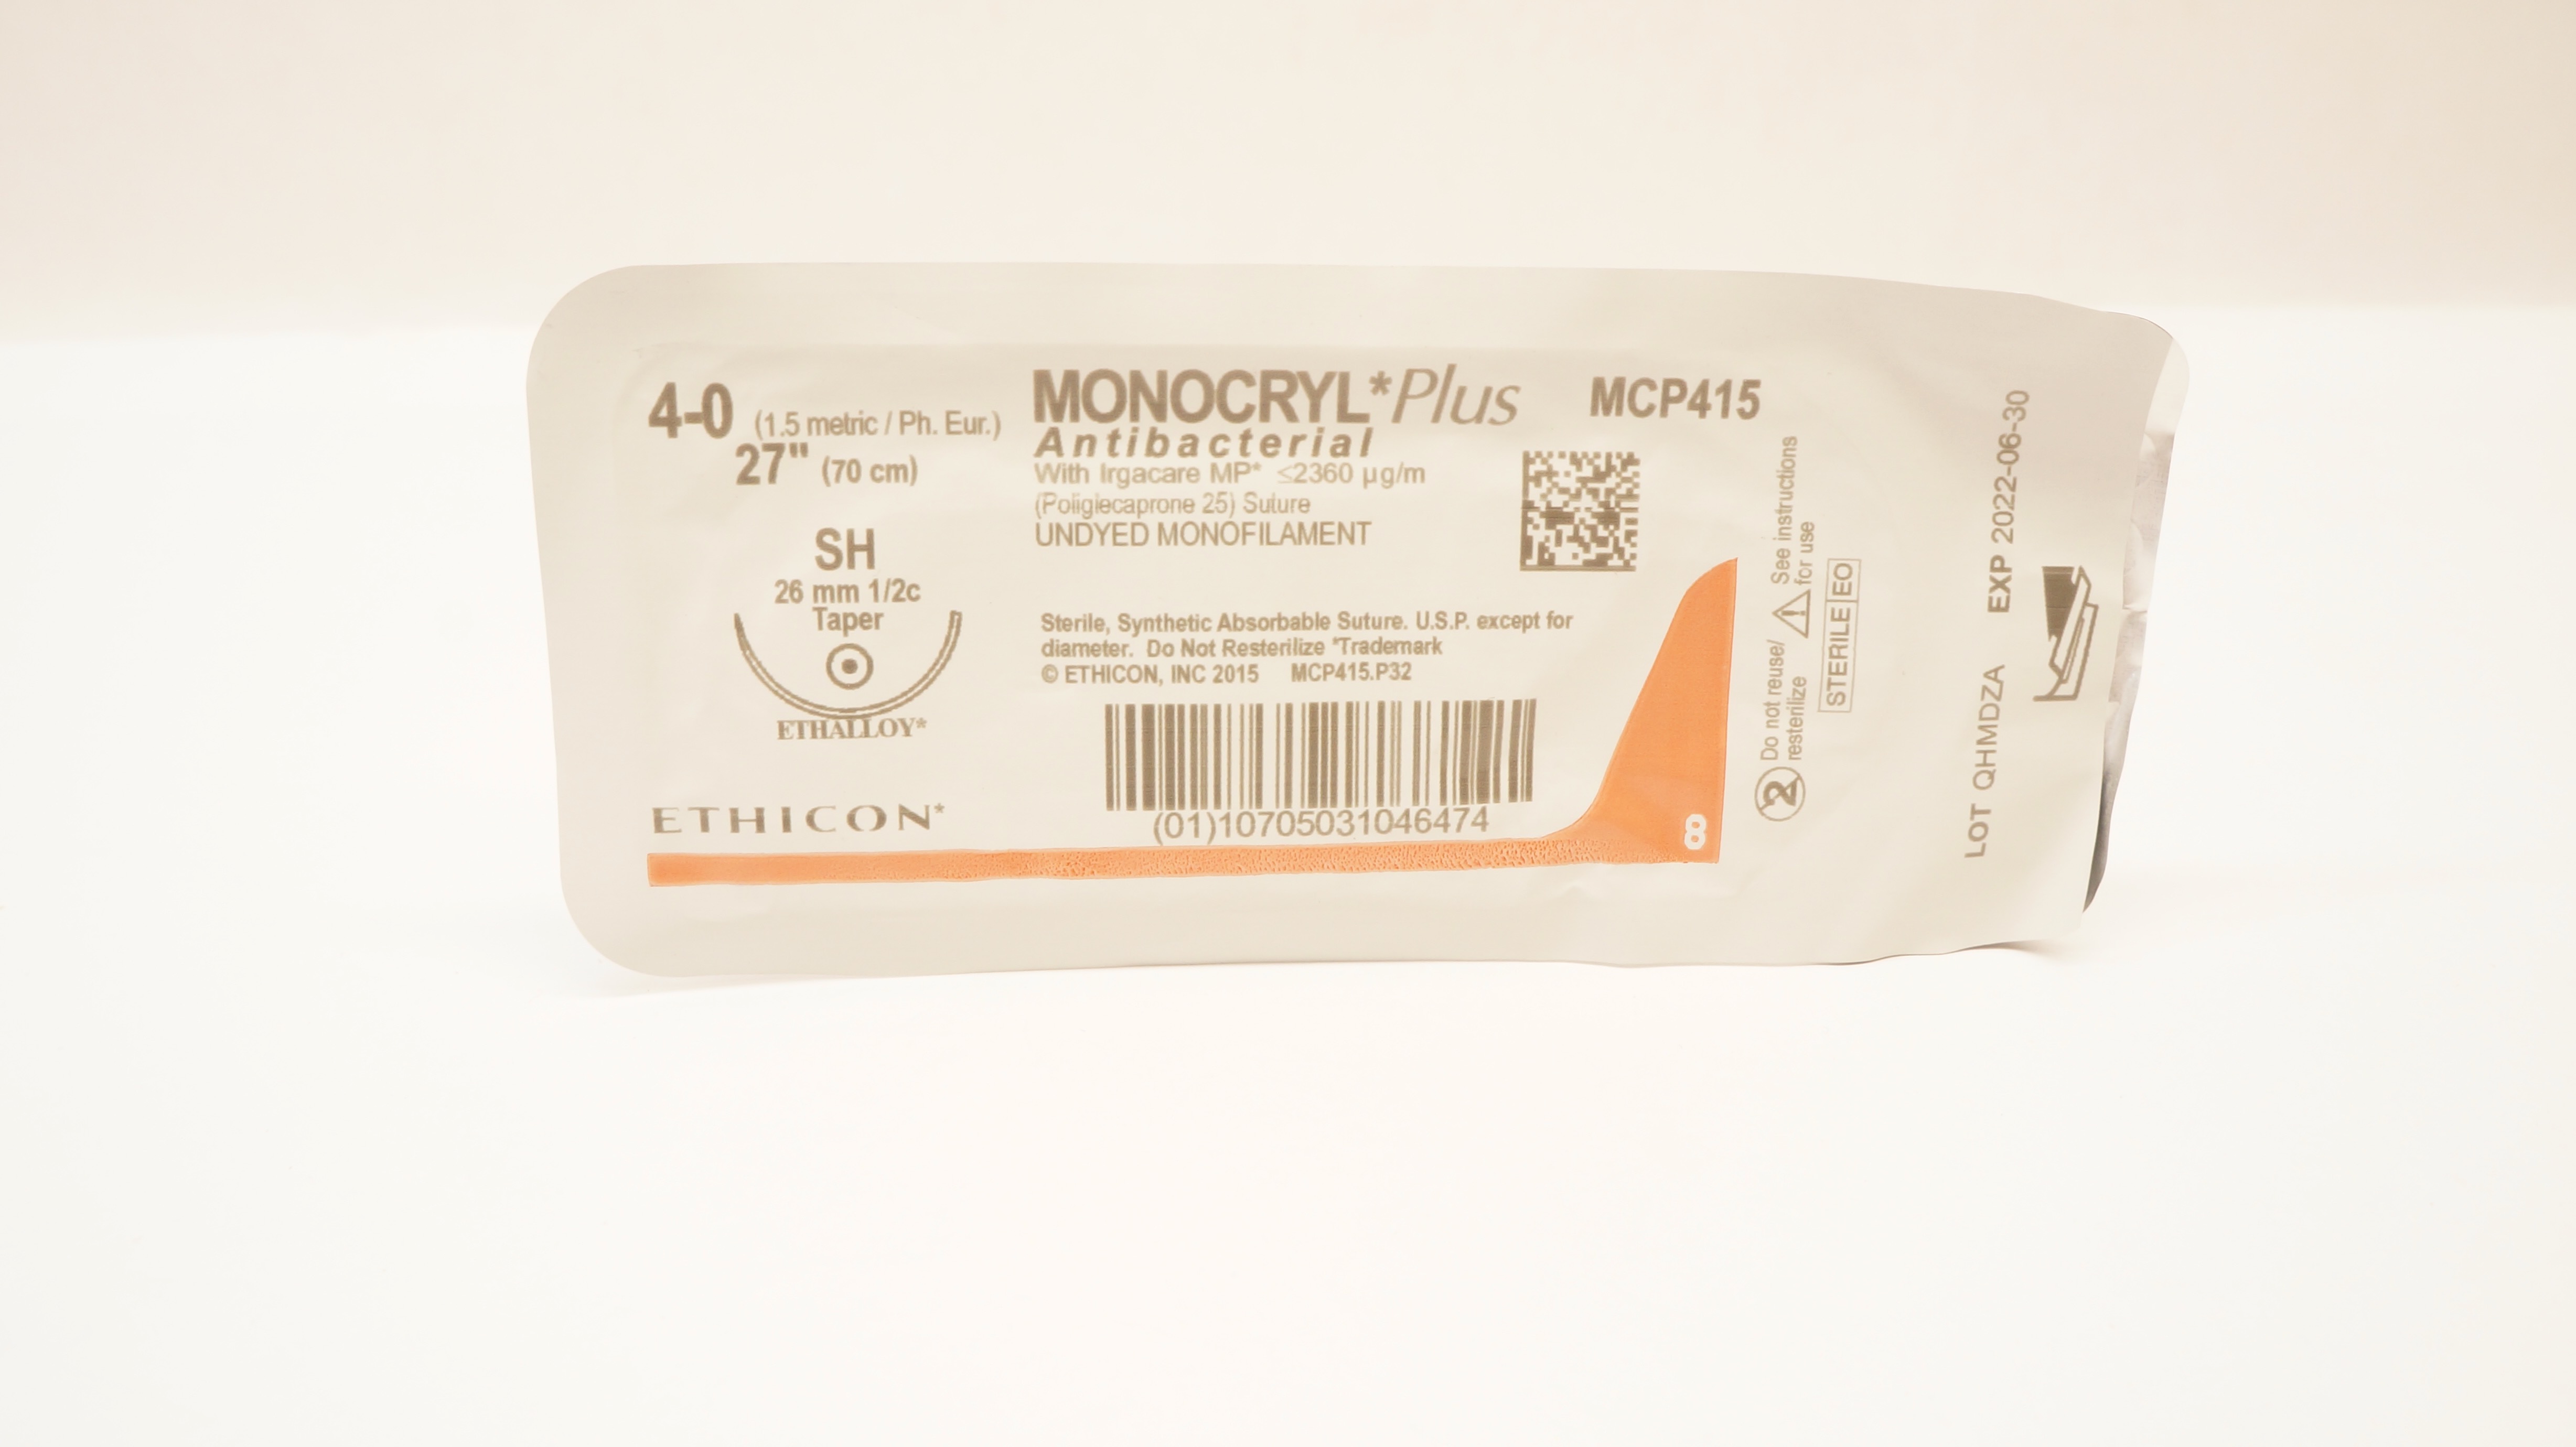 4-0 (1.5 metric / Ph. Eur.)
27" (70 cm)
SH
26 mm 1/2c
Taper
ETHALLOY*
ETHICON*
MONOCRYL*Plus
Antibacterial
With Irgacare MP* ≤2360 µg/m
(Poliglecaprone 25) Suture
UNDYED MONOFILAMENT
MCP415
Sterile, Synthetic Absorbable Suture. U.S.P. except for
diameter. Do Not Resterilize *Trademark
© ETHICON, INC 2015 MCP415.P32
(01)10705031046474
8
2 Do not reuse/
resterilize
See instructions
for use
STERILE EO
LOT QHMDZA EXP 2022-06-30